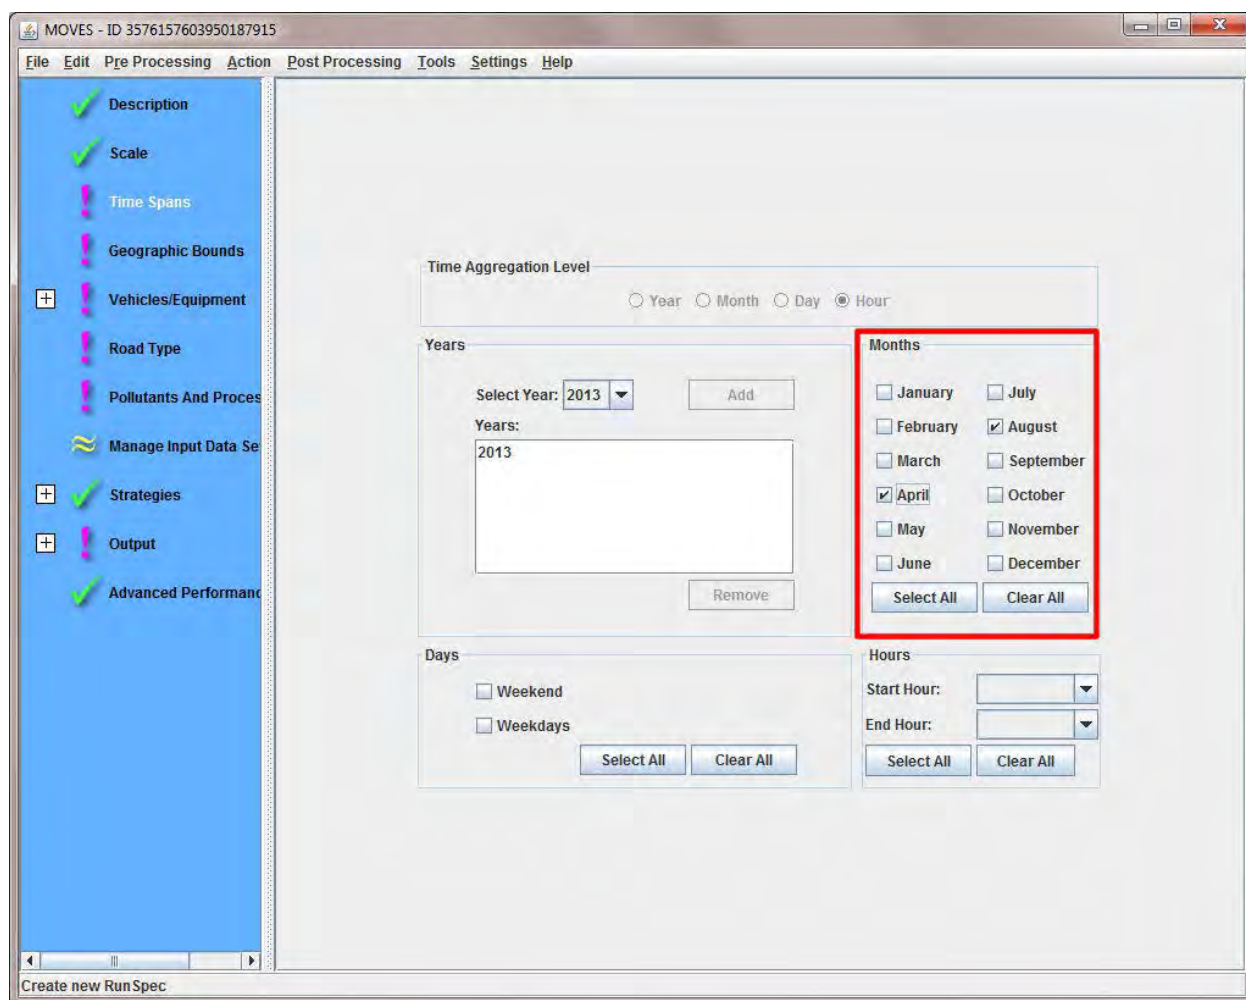 MOVES - ID 3576157603950187915
File Edit Pre Processing Action Post Processing Tools Settings Help
Description
Scale
Time Spans
Geographic Bounds
Vehicles/Equipment
Road Type
Pollutants And Proces
Manage Input Data Se
Strategies
Output
Advanced Performanc
Time Aggregation Level
Year Month Day Hour
Years
Select Year: 2013 Add
Years:
2013
Remove
Months
January July
February August
March September
April October
May November
June December
Select All Clear All
Days
Weekend
Weekdays
Select All Clear All
Hours
Start Hour:
End Hour:
Select All Clear All
Create new RunSpec